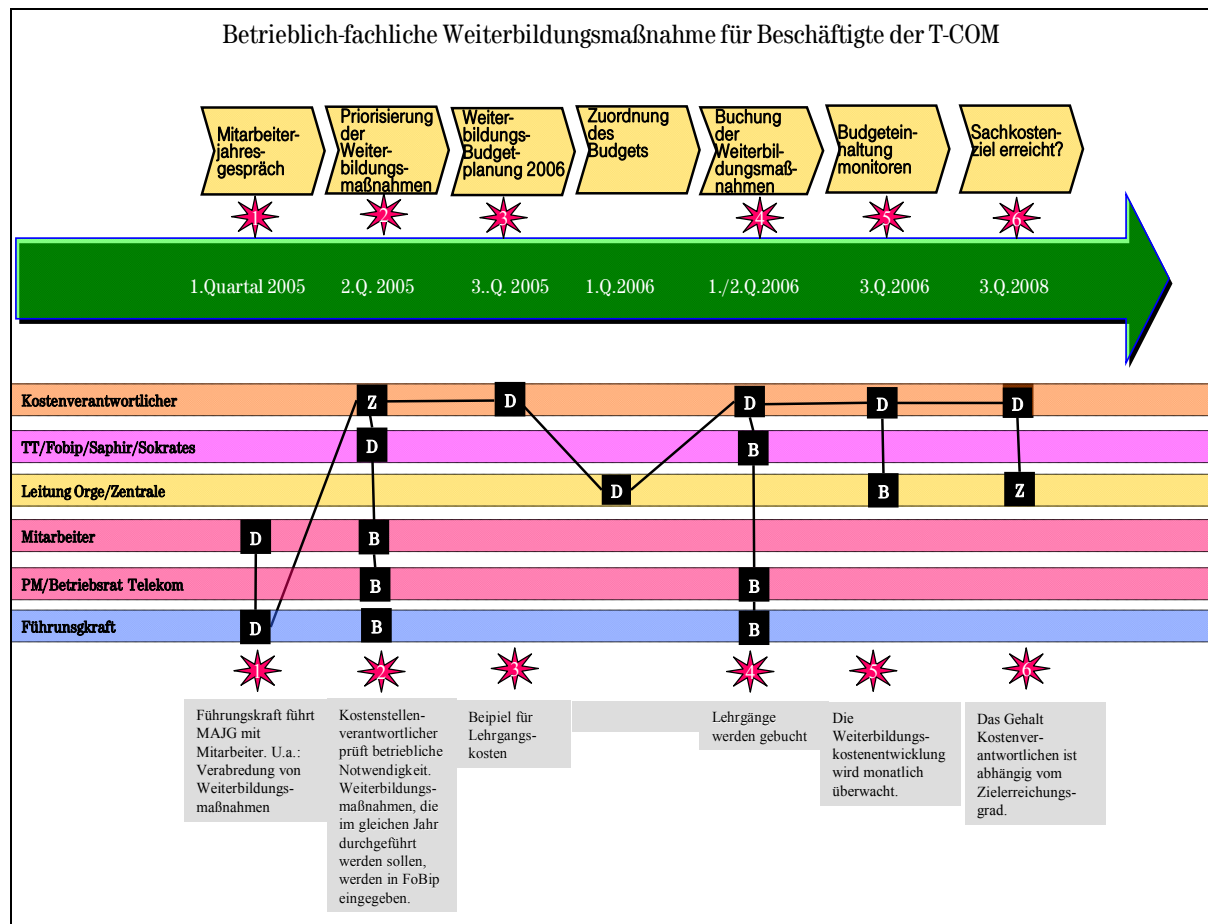 Betrieblich-fachliche Weiterbildungsmaßnahme für Beschäftigte der T-COM
Mitarbeiter-
jahres-
gespräch
Priorisierung
der
Weiter-
bildungs-
maßnahmen
Weiter-
bildungs-
Budget-
planung 2006
Zuordnung
des
Budgets
Buchung
der
Weiterbil-
dungsmaß-
nahmen
Budgetein-
haltung
monitoren
Sachkosten-
ziel erreicht?
1 2 3 4 5 6
1.Quartal 2005 2.Q. 2005 3..Q. 2005 1.Q.2006 1./2.Q.2006 3.Q.2006 3.Q.2008
Kostenverantwortlicher Z D D D D
TT/Fobip/Saphir/Sokrates D B
Leitung Orge/Zentrale D B Z
Mitarbeiter D B
PM/Betriebsrat Telekom B B
Führunsgkraft D B B
1 2 3 4 5 6
Führungskraft führt
MAJG mit
Mitarbeiter. U.a.:
Verabredung von
Weiterbildungs-
maßnahmen
Kostenstellen-
verantwortlicher
prüft betriebliche
Notwendigkeit.
Weiterbildungs-
maßnahmen, die
im gleichen Jahr
durchgeführt
werden sollen,
werden in FoBip
eingegeben.
Beipiel für
Lehrgangs-
kosten
Lehrgänge
werden gebucht
Die
Weiterbildungs-
kostenentwicklung
wird monatlich
überwacht.
Das Gehalt
Kostenver-
antwortlichen ist
abhängig vom
Zielerreichungs-
grad.